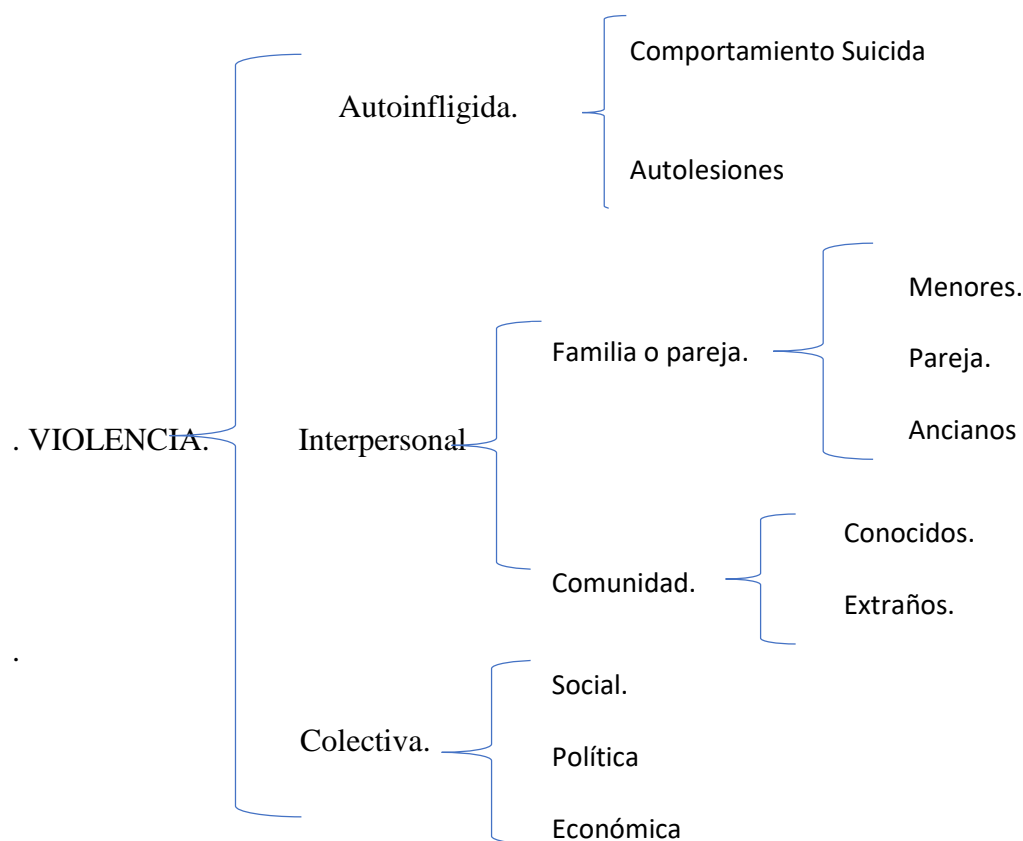 Comportamiento Suicida
Autoinfligida.
Autolesiones
Menores.
Familia o pareja.
Pareja.
. VIOLENCIA.
Interpersonal
Ancianos
Conocidos.
Comunidad.
Extraños.
.
Social.
Colectiva.
Política
Económica